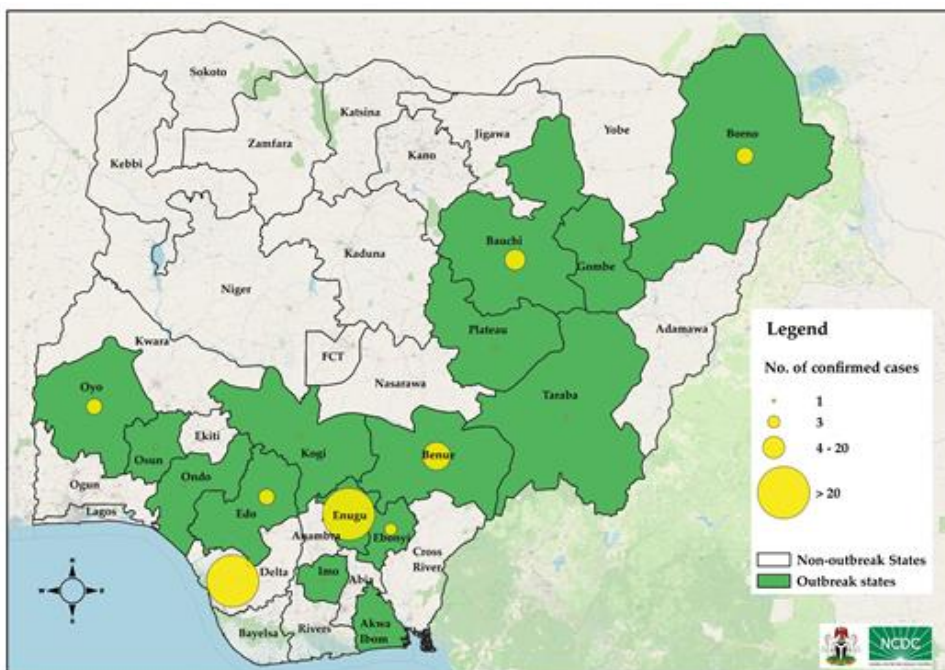 Sokoto
Katsina
Jigawa
Yobe
Borno
Zamfara
Kano
Kebbi
Bauchi
Kaduna
Gombe
Niger
Plateau
Adamawa
Kwara
FCT
Nasarawa
Oyo
Taraba
Ekiti
Kogi
Benue
Osun
Ondo
Ogun
Lagos
Edo
Enugu
Anambra
Ebonyi
Cross
River
Delta
Imo
Abia
Akwa
Ibom
Bayelsa
Rivers
Legend
No. of confirmed cases
1
3
4 - 20
> 20
Non-outbreak States
Outbreak states
NCDC